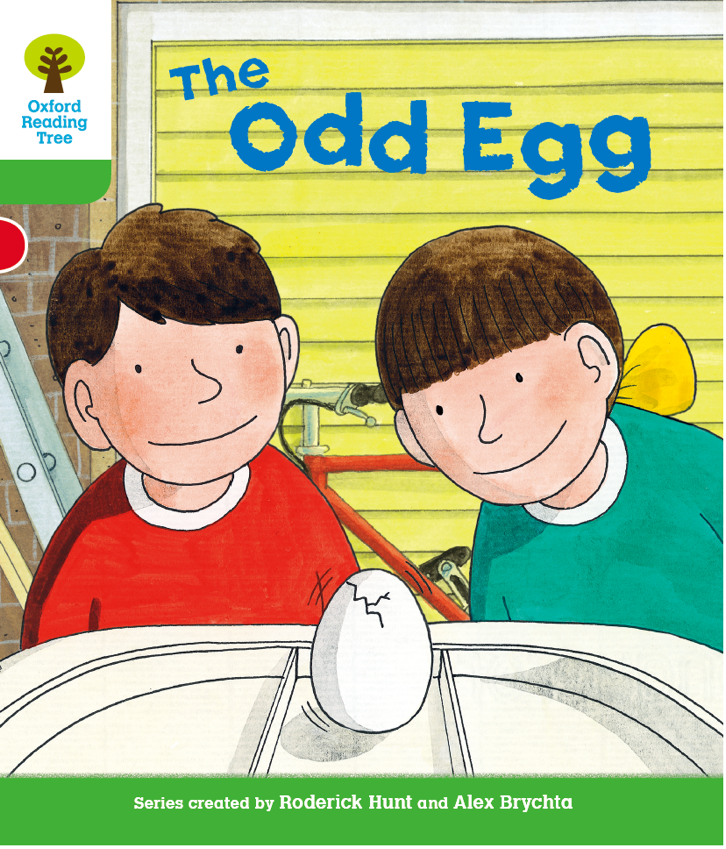 Oxford
Reading
Tree
The
Odd Egg
Series created by Roderick Hunt and Alex Brychta